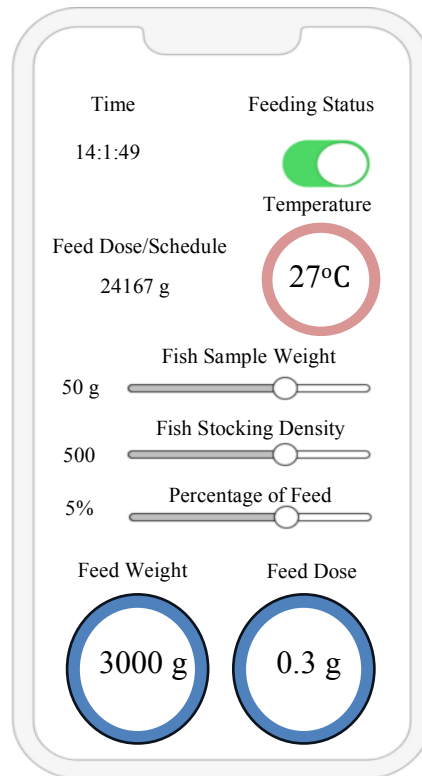 Time
Feeding Status
14:1:49
Temperature
Feed Dose/Schedule
27°C
24167 g
Fish Sample Weight
50 g
Fish Stocking Density
500
Percentage of Feed
5%
Feed Weight
Feed Dose
3000 g
0.3 g